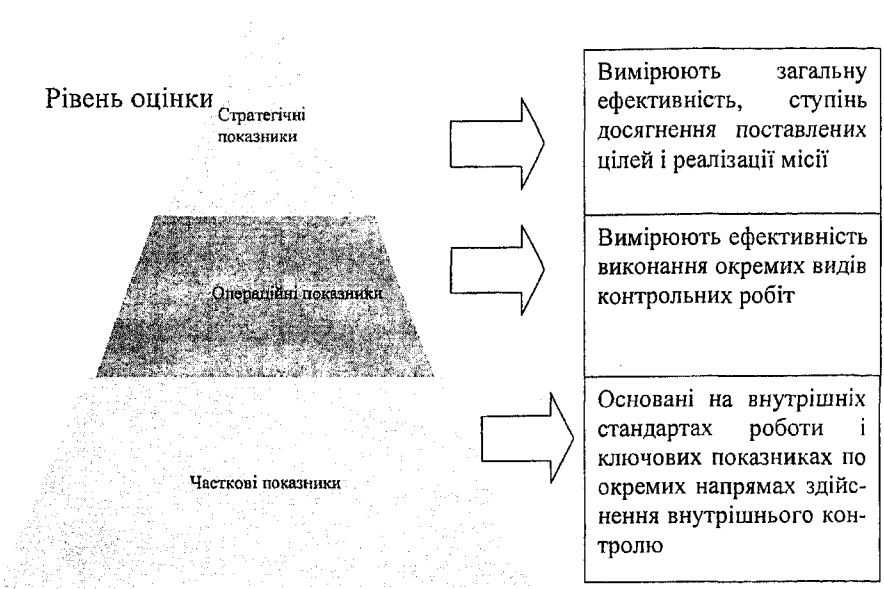 Рівень оцінки
Стратегічні
показники
Вимірюють загальну
ефективність, ступінь
досягнення поставлених
цілей і реалізації місії
Операційні показники
Вимірюють ефективність
виконання окремих видів
контрольних робіт
Часткові показники
Основані на внутрішніх
стандартах роботи і
ключових показниках по
окремих напрямах здійс-
нення внутрішнього кон-
тролю